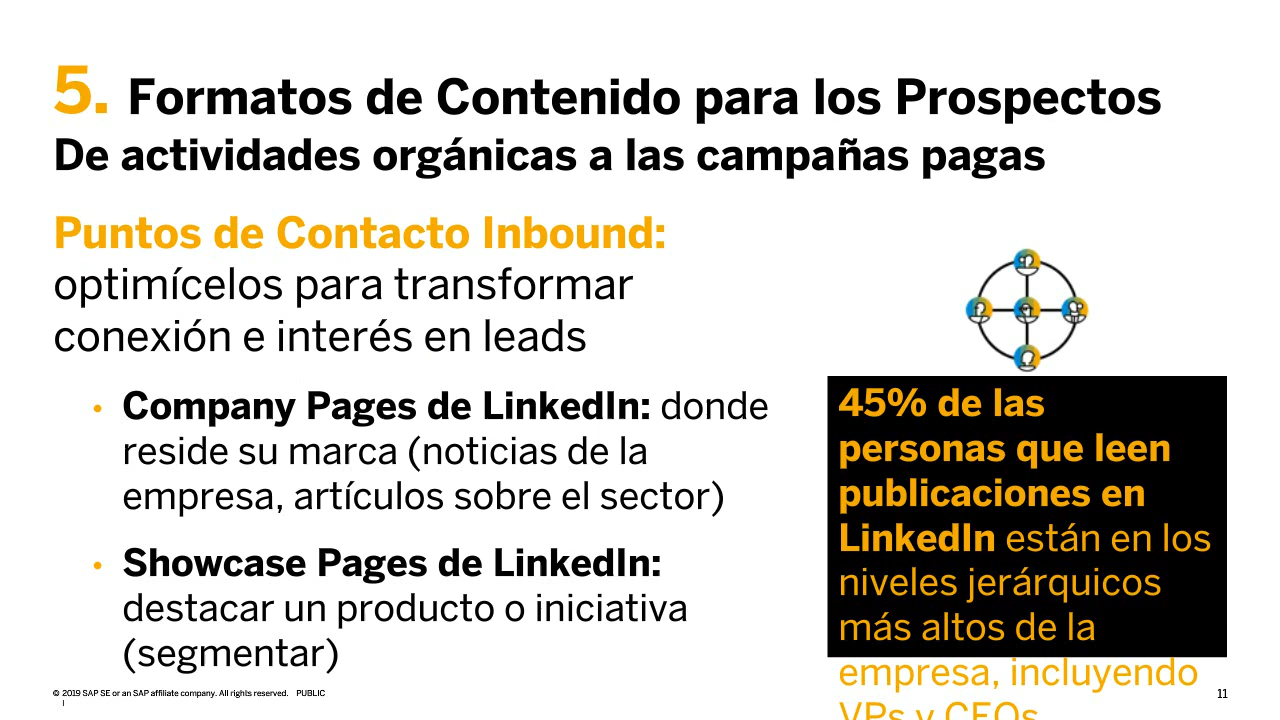 5. Formatos de Contenido para los Prospectos
De actividades orgánicas a las campañas pagas
Puntos de Contacto Inbound:
optimícelos para transformar
conexión e interés en leads
• Company Pages de LinkedIn: donde
reside su marca (noticias de la
empresa, artículos sobre el sector)
• Showcase Pages de LinkedIn:
destacar un producto o iniciativa
(segmentar)
45% de las
personas que leen
publicaciones en
LinkedIn están en los
niveles jerárquicos
más altos de la
empresa, incluyendo
VPs y CEOs
© 2019 SAP SE or an SAP affiliate company. All rights reserved. PUBLIC
11